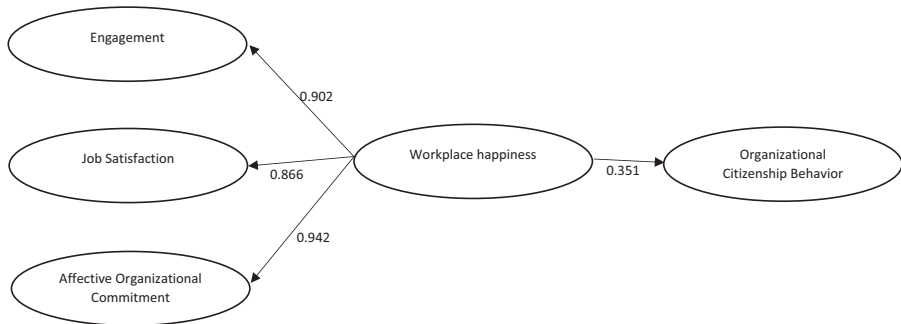 Engagement
0.902
Job Satisfaction
0.866
Workplace happiness
0.351
Organizational
Citizenship Behavior
0.942
Affective Organizational
Commitment